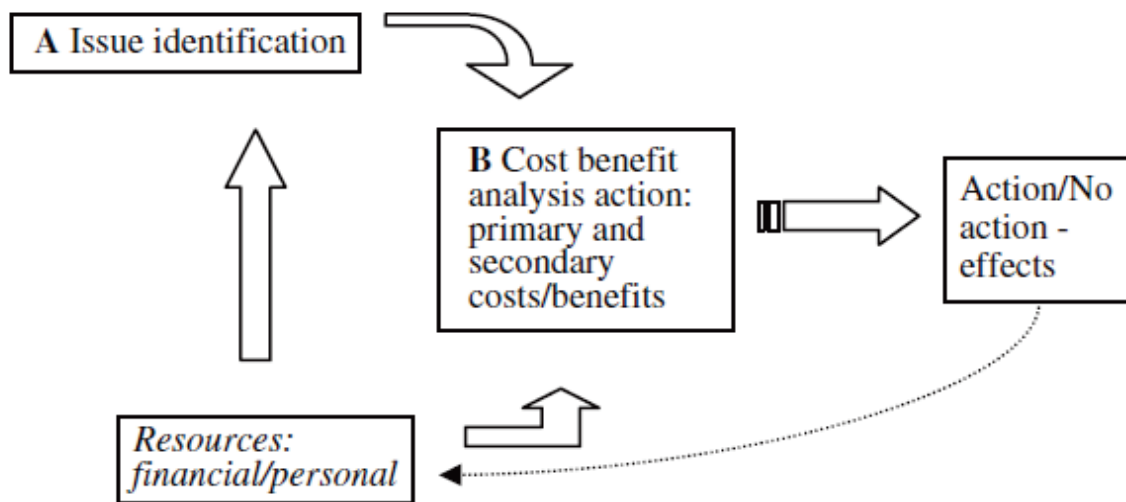 A Issue identification
B Cost benefit
analysis action:
primary and
secondary
costs/benefits
Action/No
action -
effects
Resources:
financial/personal